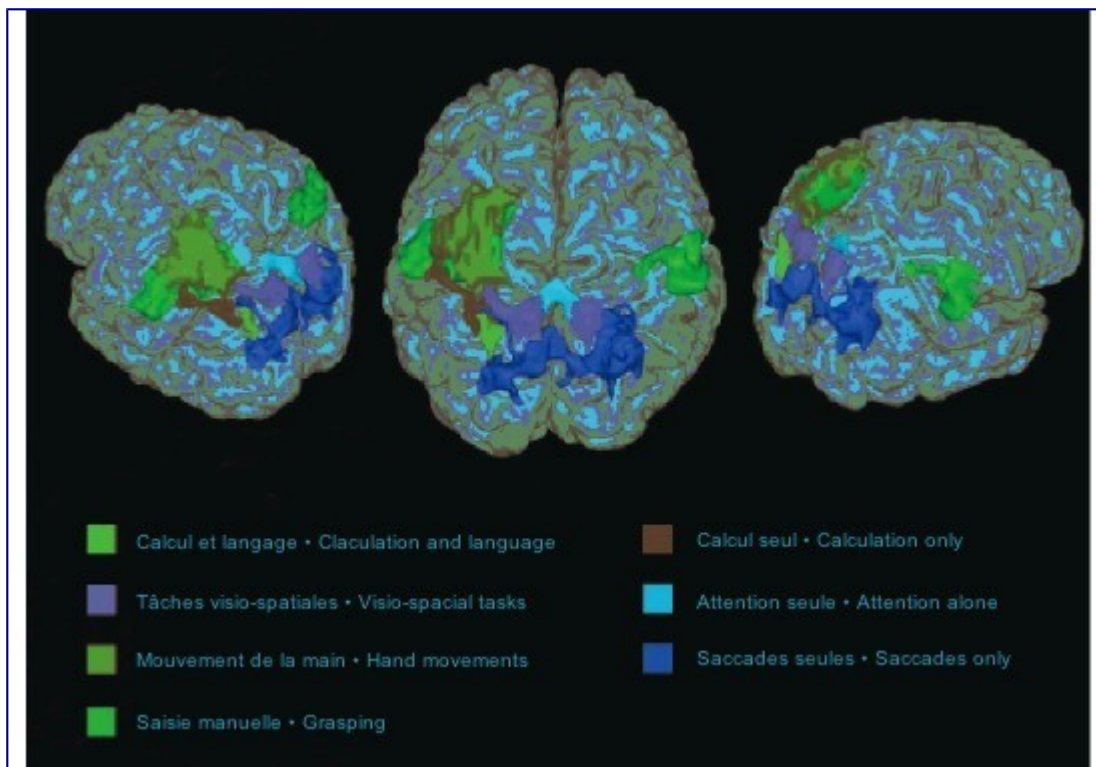 Calcul et langage • Claculation and language
Tâches visio-spatiales • Visio-spacial tasks
Mouvement de la main • Hand movements
Saisie manuelle • Grasping
Calcul seul • Calculation only
Attention seule • Attention alone
Saccades seules • Saccades only